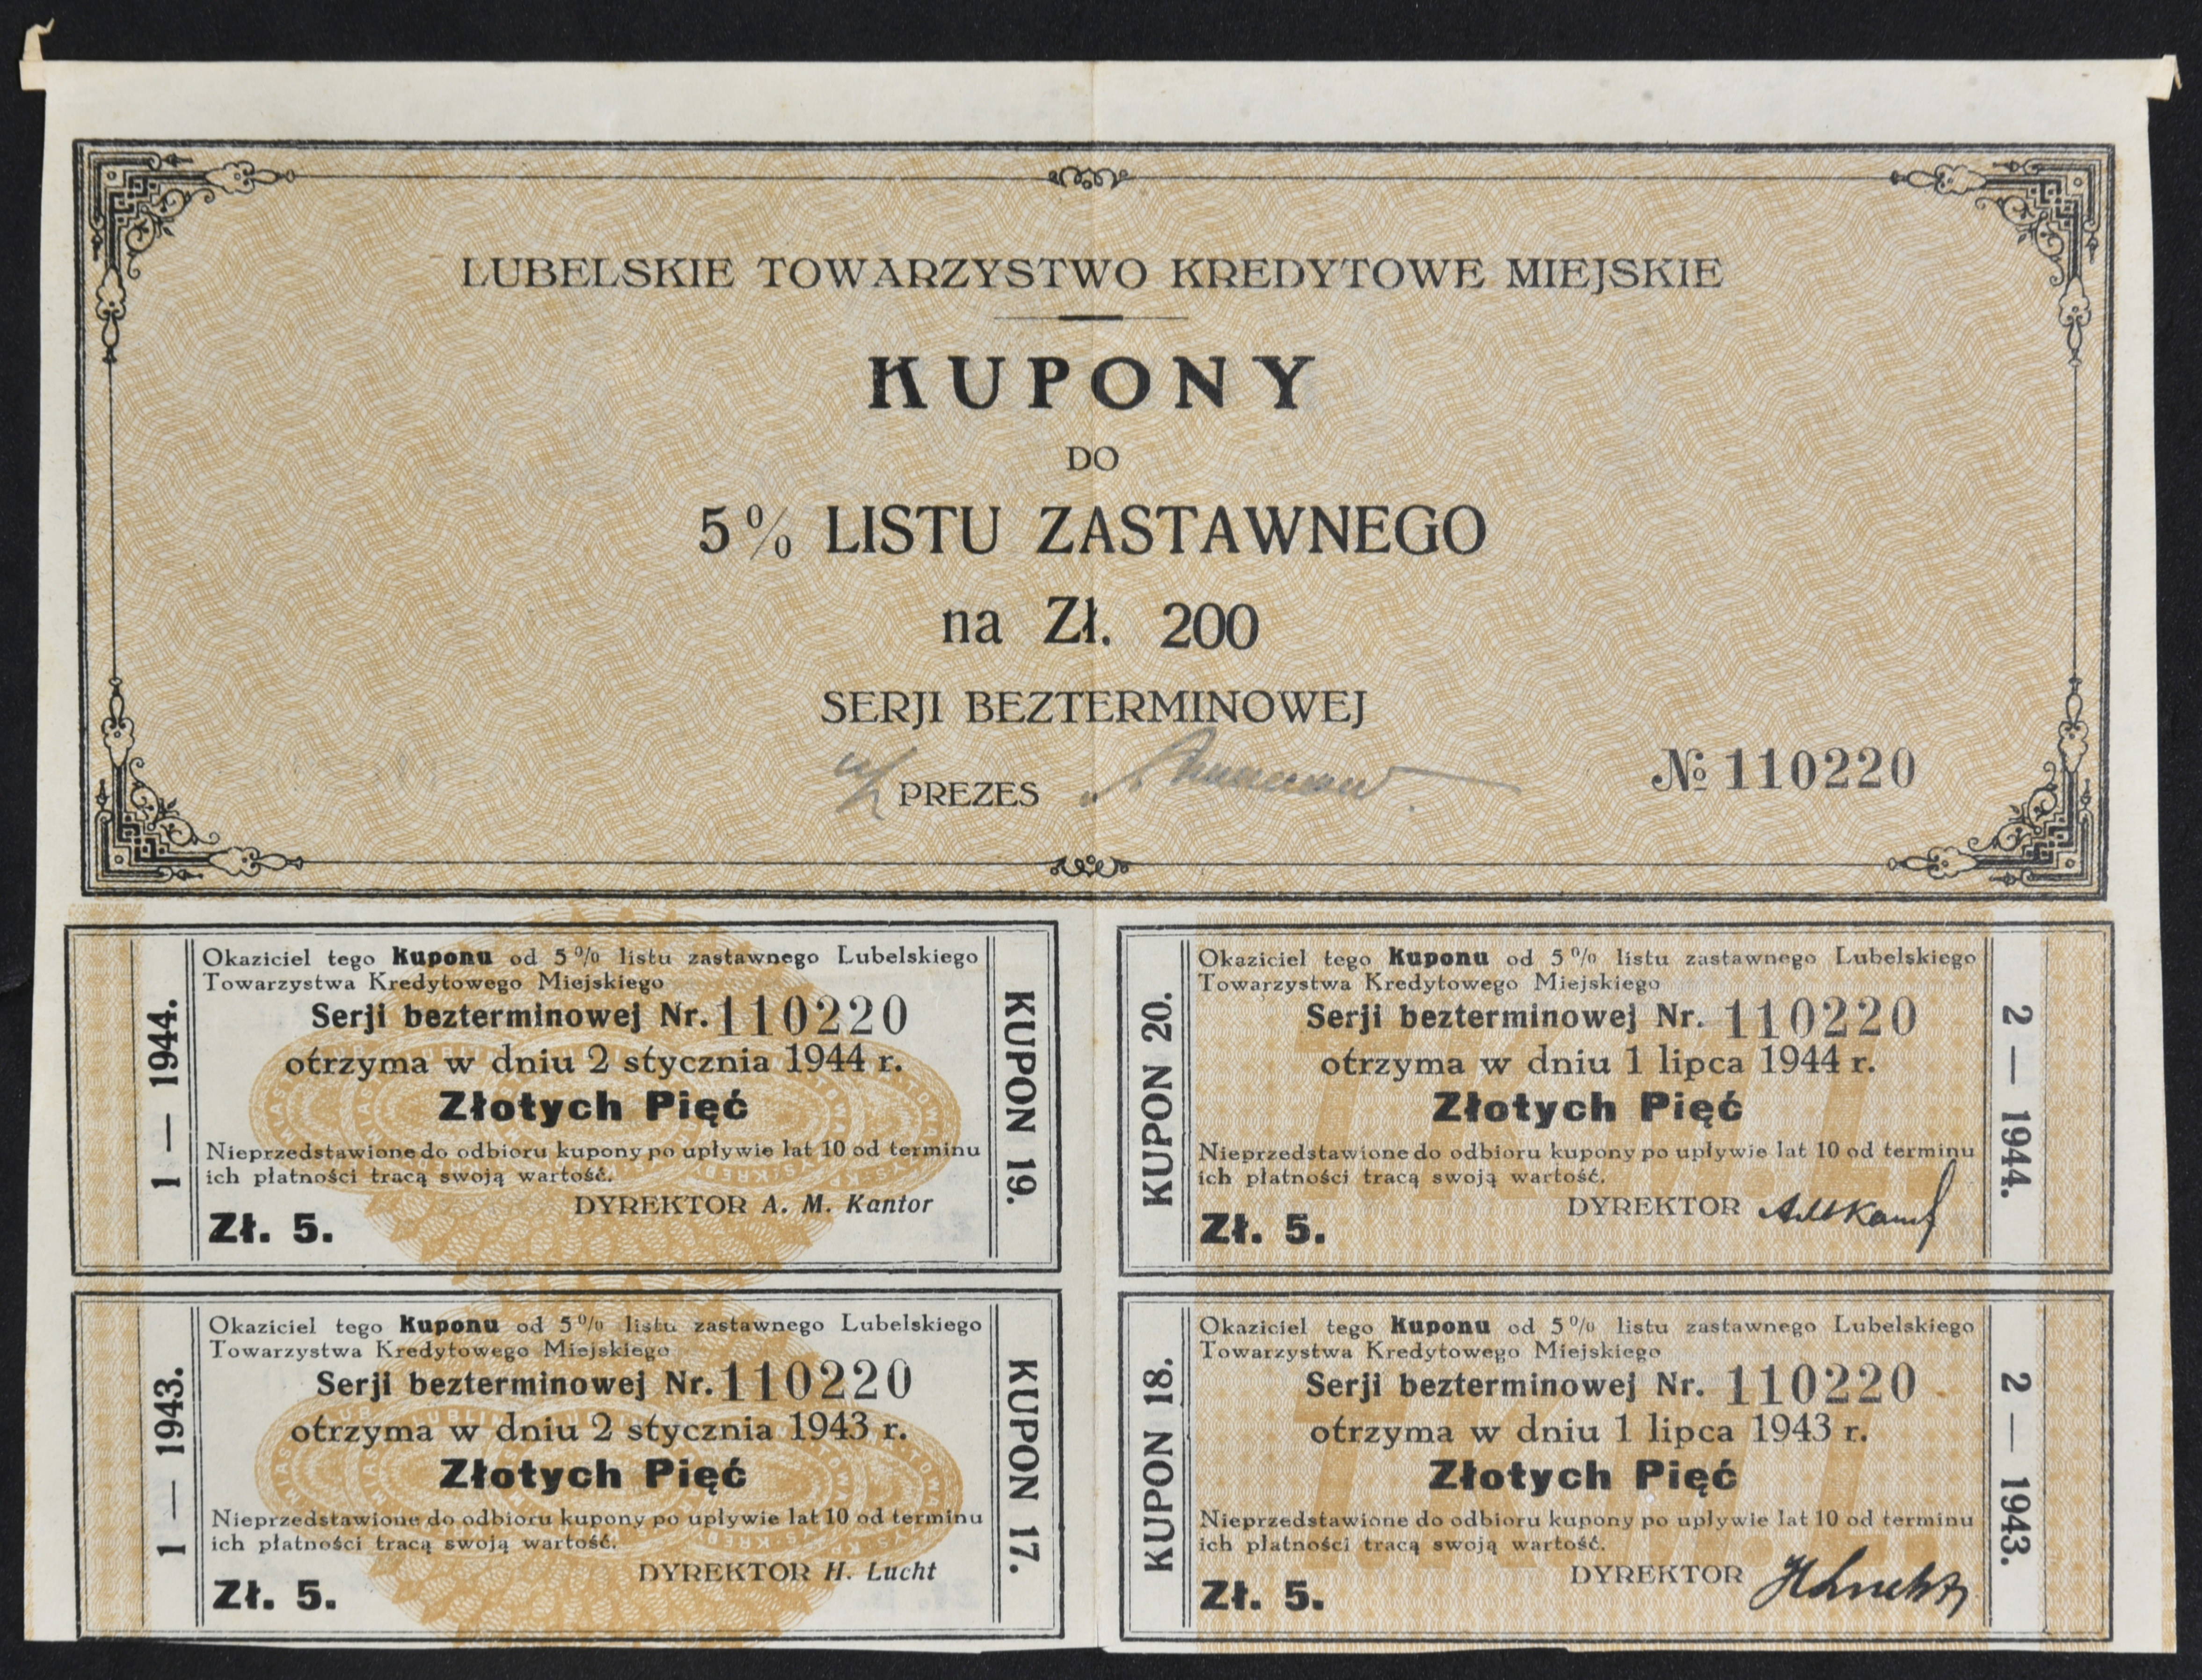 LUBELSKIE TOWARZYSTWO KREDYTOWE MIEJSKIE
KUPONY
DO
5% LISTU ZASTAWNEGO
na Zł. 200
SERJI BEZTERMINOWEJ
PREZES
№ 110220
1 — 1944.
Okaziciel tego Kuponu od 5% listu zastawnego Lubelskiego
Towarzystwa Kredytowego Miejskiego
Serji bezterminowej Nr. 110220
otrzyma w dniu 2 stycznia 1944 r.
Złotych Pięć
Nieprzedstawione do odbioru kupony po upływie lat 10 od terminu
ich płatności tracą swoją wartość.
DYREKTOR A. M. Kantor
Zł. 5.
KUPON 19.
KUPON 20.
Okaziciel tego Kuponu od 5% listu zastawnego Lubelskiego
Towarzystwa Kredytowego Miejskiego
Serji bezterminowej Nr. 110220
otrzyma w dniu 1 lipca 1944 r.
Złotych Pięć
Nieprzedstawione do odbioru kupony po upływie lat 10 od terminu
ich płatności tracą swoją wartość.
DYREKTOR
Zł. 5.
2 — 1944.
1 — 1943.
Okaziciel tego Kuponu od 5% listu zastawnego Lubelskiego
Towarzystwa Kredytowego Miejskiego
Serji bezterminowej Nr. 110220
otrzyma w dniu 2 stycznia 1943 r.
Złotych Pięć
Nieprzedstawione do odbioru kupony po upływie lat 10 od terminu
ich płatności tracą swoją wartość.
DYREKTOR H. Lucht
Zł. 5.
KUPON 17.
KUPON 18.
Okaziciel tego Kuponu od 5% listu zastawnego Lubelskiego
Towarzystwa Kredytowego Miejskiego
Serji bezterminowej Nr. 110220
otrzyma w dniu 1 lipca 1943 r.
Złotych Pięć
Nieprzedstawione do odbioru kupony po upływie lat 10 od terminu
ich płatności tracą swoją wartość.
DYREKTOR HLucht
Zł. 5.
2 — 1943.